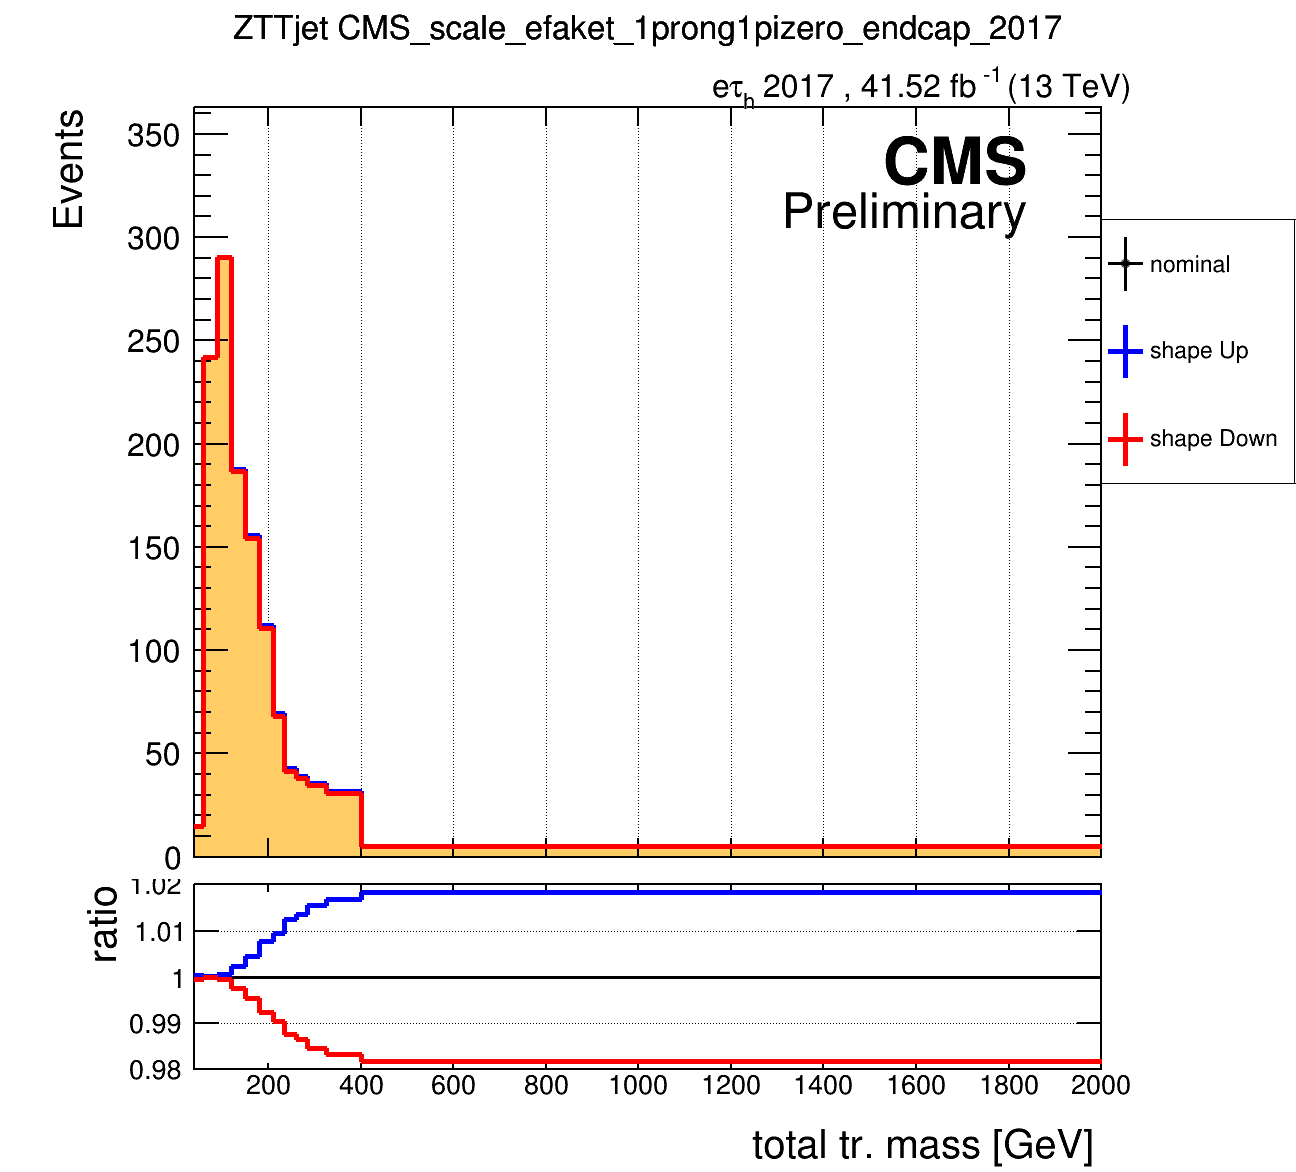 ZTTjet CMS_scale_efaket_1prong1pizero_endcap_2017
eτh 2017 , 41.52 fb -1 (13 TeV)
Events
350
300
250
200
150
100
50
0
CMS
Preliminary
nominal
shape Up
shape Down
ratio
1.02
1.01
1
0.99
0.98
200 400 600 800 1000 1200 1400 1600 1800 2000
total tr. mass [GeV]